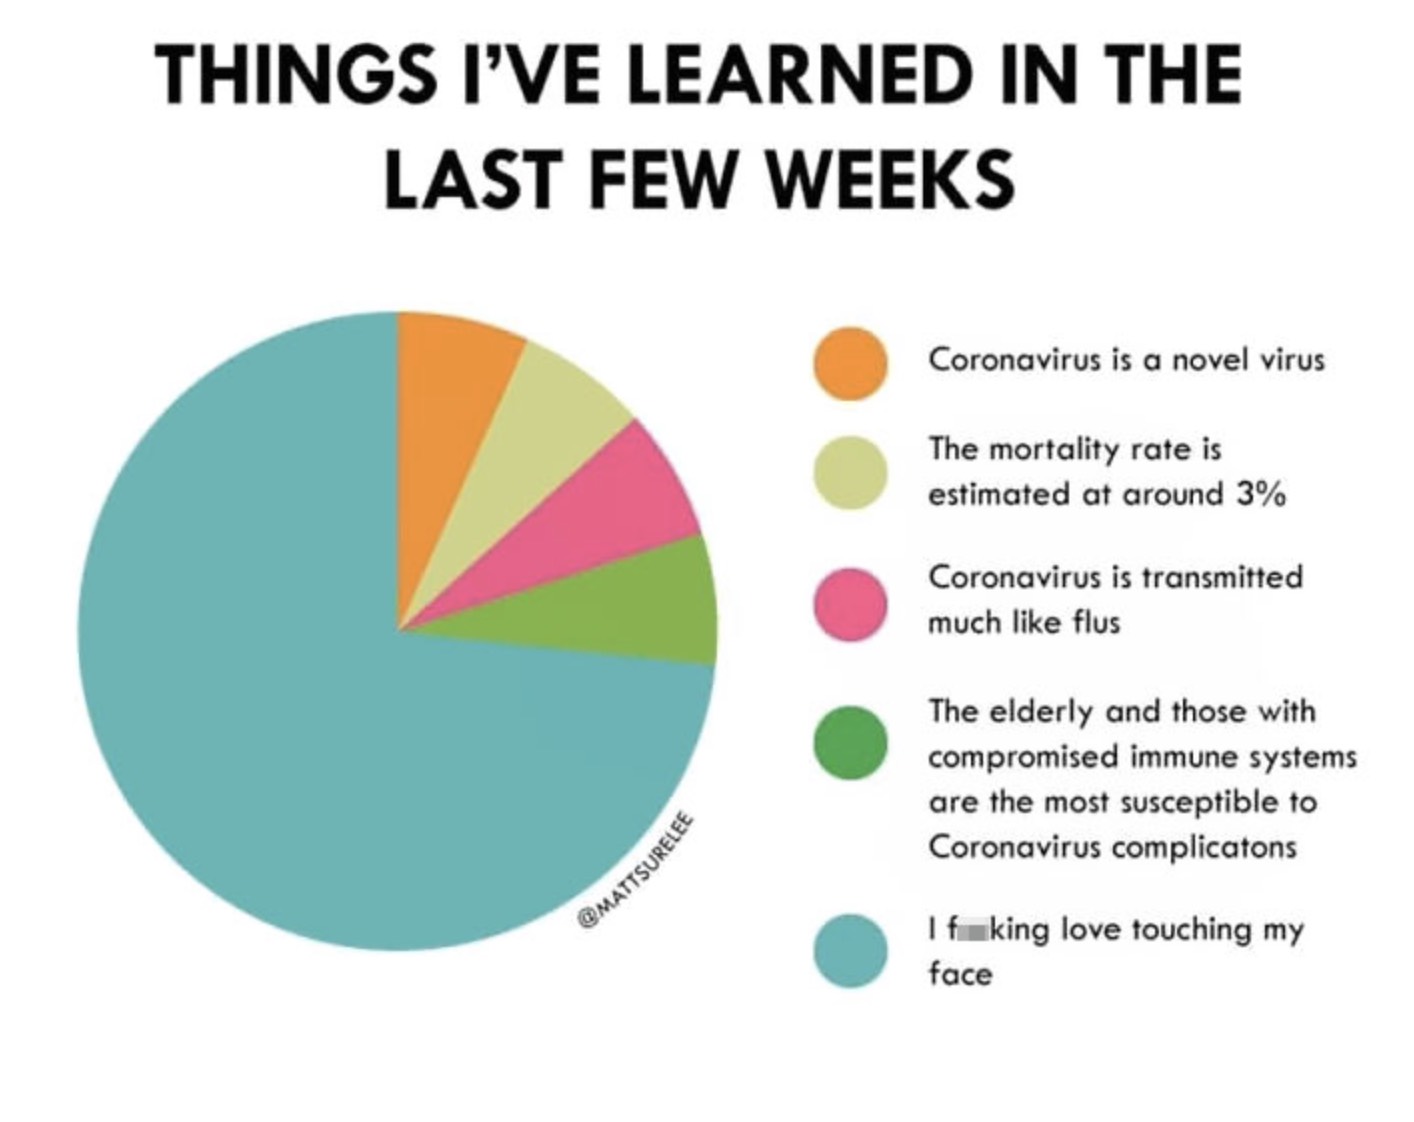 THINGS I'VE LEARNED IN THE
LAST FEW WEEKS
Coronavirus is a novel virus
The mortality rate is
estimated at around 3%
Coronavirus is transmitted
much like flus
The elderly and those with
compromised immune systems
are the most susceptible to
Coronavirus complicatons
I f king love touching my
face
@MATTSURELEE